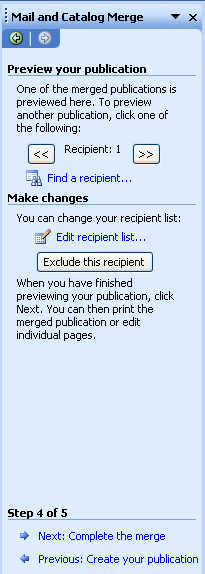 Mail and Catalog Merge
Preview your publication
One of the merged publications is
previewed here. To preview
another publication, click one of
the following:
<< Recipient: 1 >>
Find a recipient...
Make changes
You can change your recipient list:
Edit recipient list...
Exclude this recipient
When you have finished
previewing your publication, click
Next. You can then print the
merged publication or edit
individual pages.
Step 4 of 5
Next: Complete the merge
Previous: Create your publication